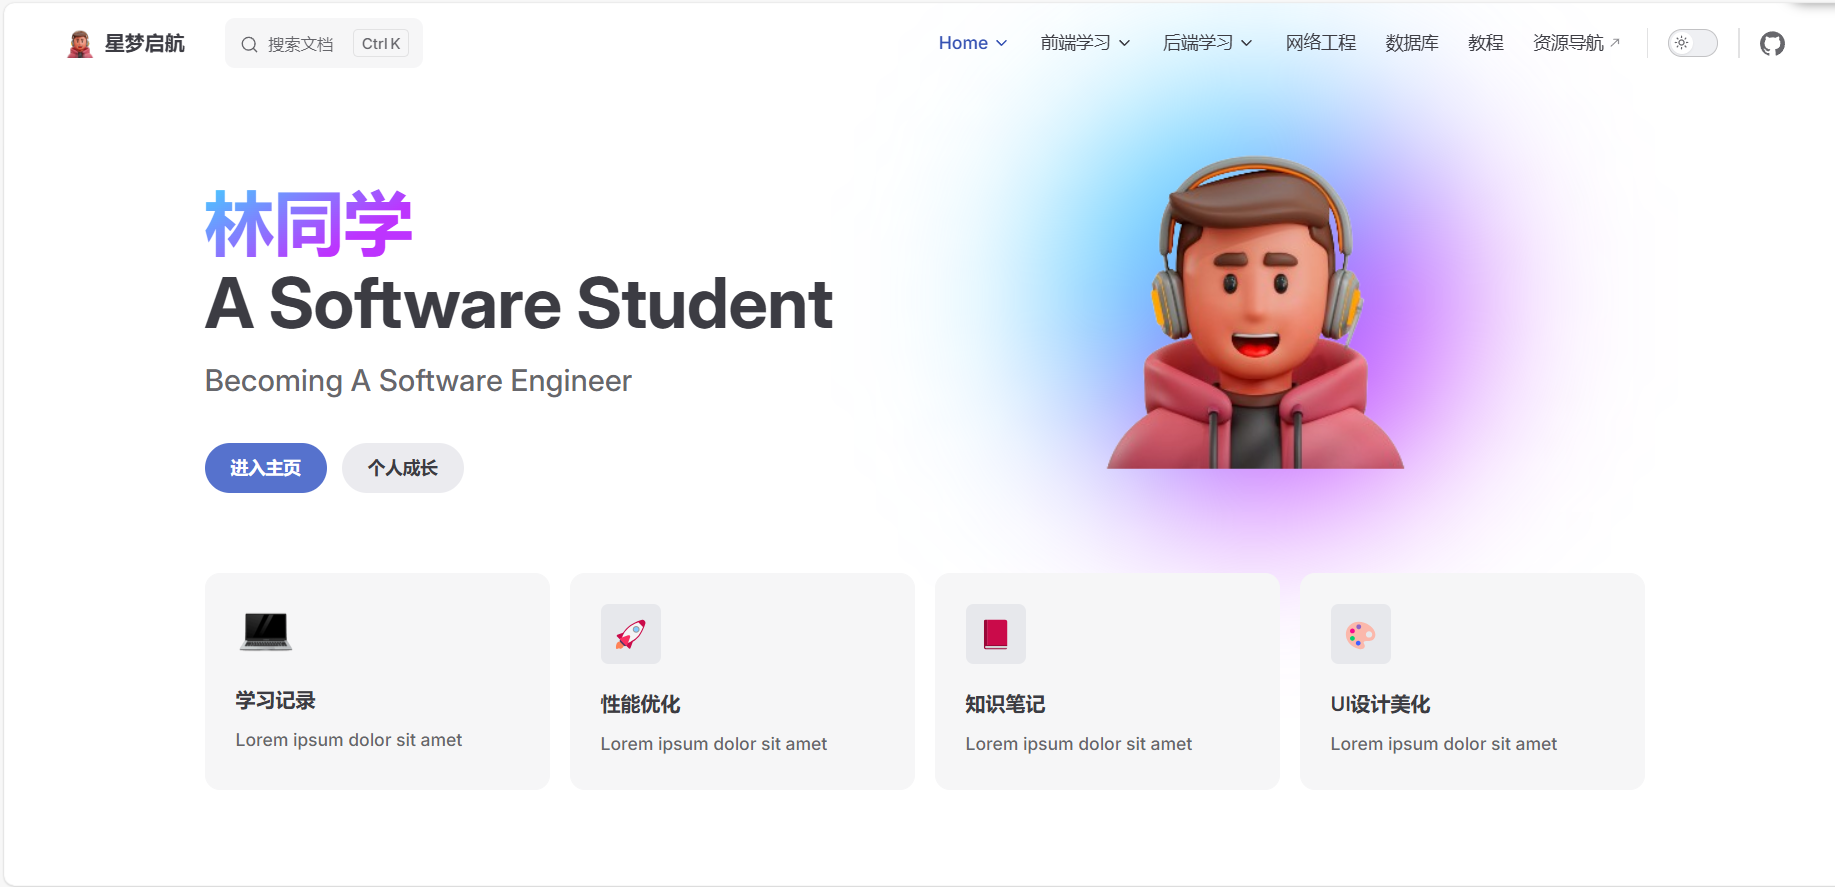 星梦启航
搜索文档 Ctrl K
Home 前端学习 后端学习 网络工程 数据库 教程 资源导航
林同学
A Software Student
Becoming A Software Engineer
进入主页 个人成长
学习记录
Lorem ipsum dolor sit amet
性能优化
Lorem ipsum dolor sit amet
知识笔记
Lorem ipsum dolor sit amet
UI设计美化
Lorem ipsum dolor sit amet